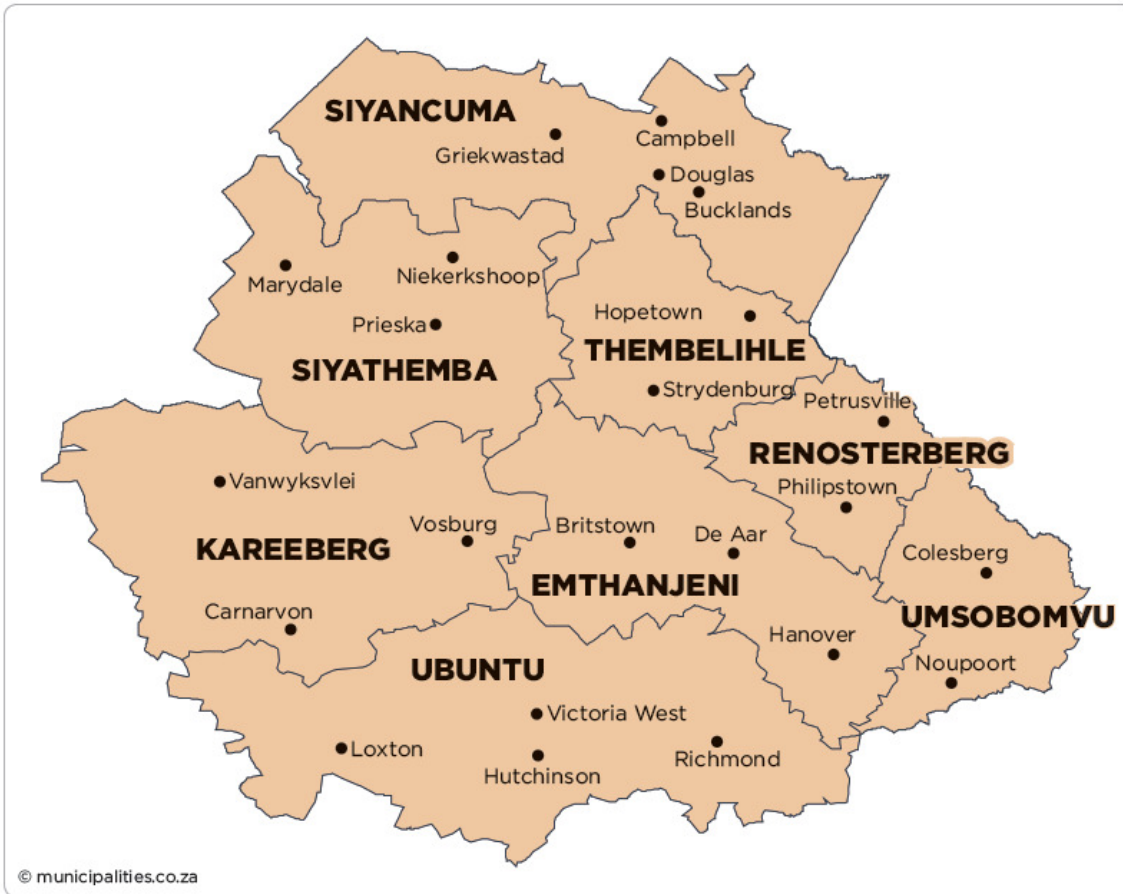 SIYANCUMA
Griekwastad
Campbell
Douglas
Bucklands
Marydale
Niekerkshoop
Prieska
SIYATHEMBA
Hopetown
THEMBELIHLE
Strydenburg
Petrusville
RENOSTERBERG
Philipstown
Vanwyksvlei
Vosburg
KAREEBERG
Carnarvon
Britstown
De Aar
EMTHANJENI
Hanover
Colesberg
UMSOBOMVU
Noupoort
UBUNTU
Victoria West
Loxton
Hutchinson
Richmond
© municipalities.co.za